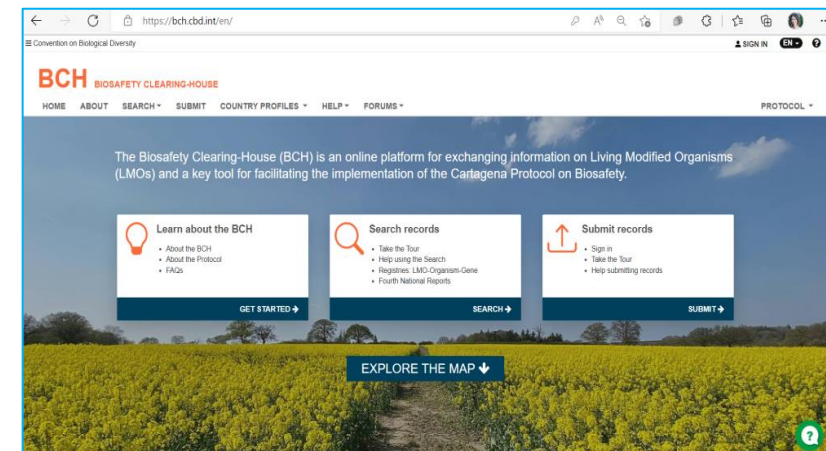 https://bch.cbd.int/en/
Convention on Biological Diversity
SIGN IN EN ?
BCH BIOSAFETY CLEARING-HOUSE
HOME ABOUT SEARCH SUBMIT COUNTRY PROFILES HELP FORUMS PROTOCOL
The Biosafety Clearing-House (BCH) is an online platform for exchanging information on Living Modified Organisms
(LMOs) and a key tool for facilitating the implementation of the Cartagena Protocol on Biosafety.
Learn about the BCH
• About the BCH
• About the Protocol
• FAQs
GET STARTED →
Search records
• Take the Tour
• Help using the Search
• Registries: LMO-Organism-Gene
• Fourth National Reports
SEARCH →
Submit records
• Sign in
• Take the Tour
• Help submitting records
SUBMIT →
EXPLORE THE MAP ↓
?